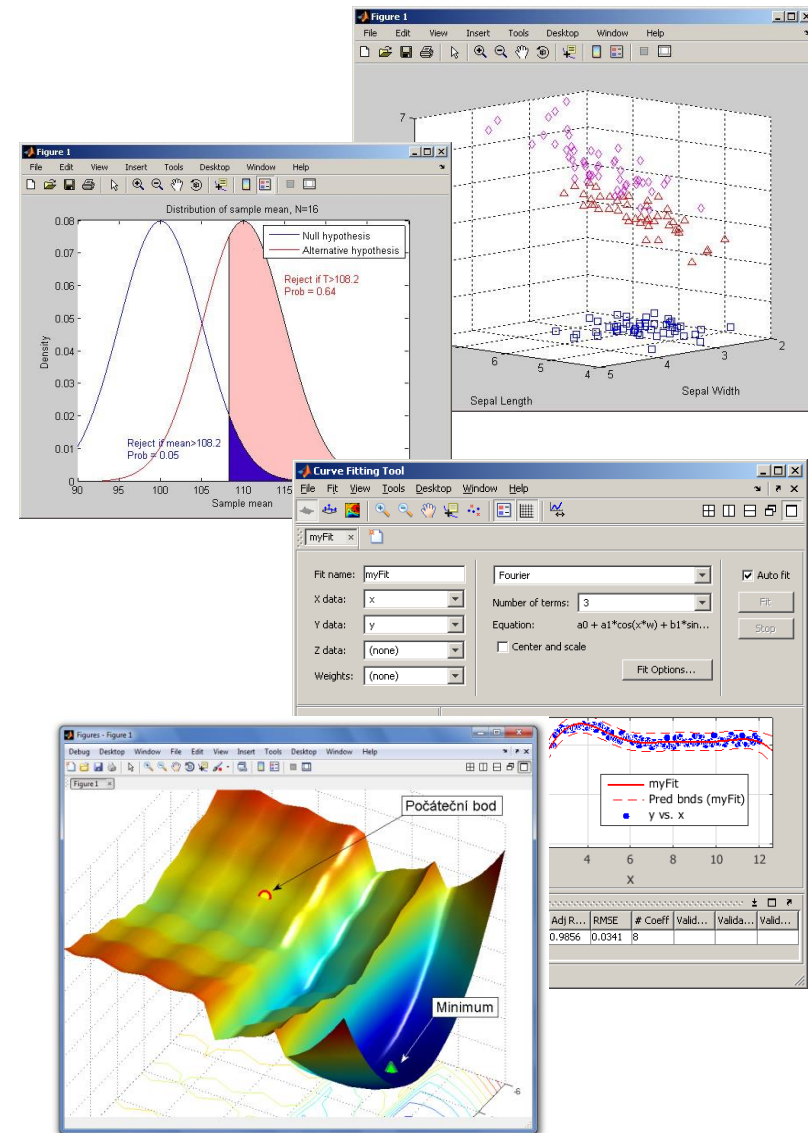 Figure 1
File Edit View Insert Tools Desktop Window Help
7
6
5
4
5
4
3
2
Sepal Length
Sepal Width
Figure 1
File Edit View Insert Tools Desktop Window Help
Distribution of sample mean, N=16
Null hypothesis
Alternative hypothesis
Reject if T>108.2
Prob = 0.64
Reject if mean>108.2
Prob = 0.05
Density
0.08
0.07
0.06
0.05
0.04
0.03
0.02
0.01
0
90 95 100 105 110 115
Sample mean
Curve Fitting Tool
File Fit View Tools Desktop Window Help
myFit ×
Fit name: myFit
X data: x
Y data: y
Z data: (none)
Weights: (none)
Fourier
Number of terms: 3
Equation: a0 + a1*cos(x*w) + b1*sin...
Center and scale
Fit Options...
Auto fit
Fit
Stop
myFit
Pred bnds (myFit)
y vs. x
4 6 8 10 12
x
Adj R... RMSE # Coeff Valid... Valida... Valid...
0.9856 0.0341 8
Figures - Figure 1
Debug Desktop Window File Edit View Insert Tools Desktop Window Help
Figure 1 ×
Počáteční bod
Minimum
-6